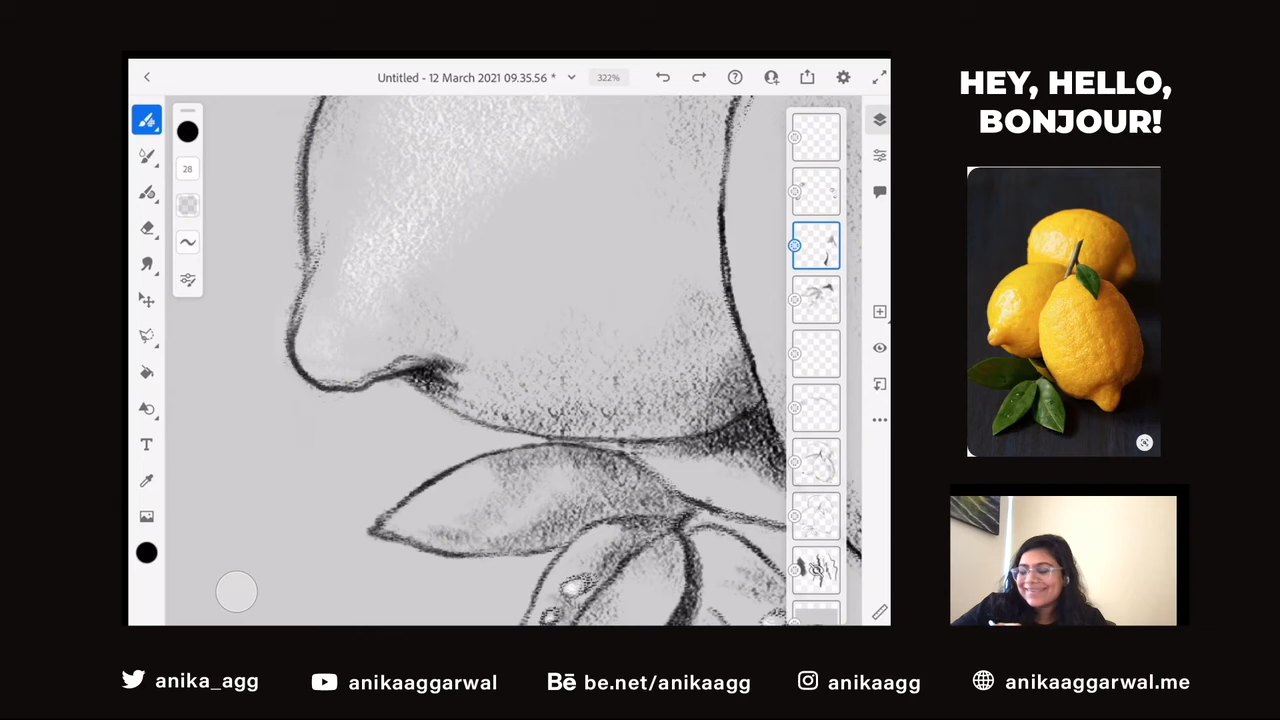 Untitled - 12 March 2021 09.35.56 *
322%
28
T
HEY, HELLO,
BONJOUR!
anika_agg
anikaaggarwal
Bē be.net/anikaagg
anikaagg
anikaaggarwal.me